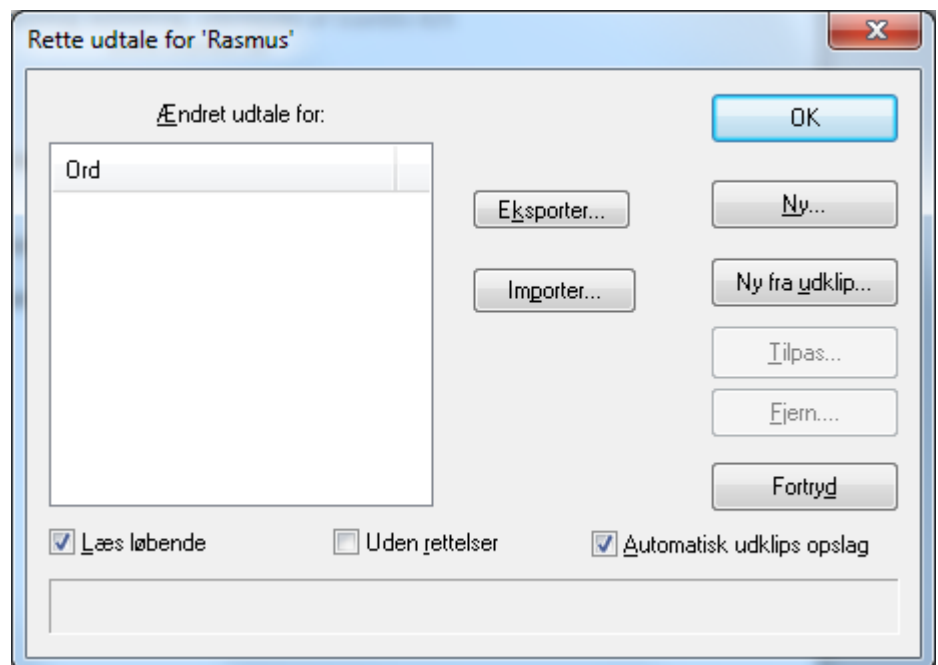 Rette udtale for 'Rasmus'
Ændret udtale for:
Ord
Eksporter...
Importer...
OK
Ny...
Ny fra udklip...
Tilpas...
Fjern....
Fortryd
Læs løbende
Uden rettelser
Automatisk udklips opslag